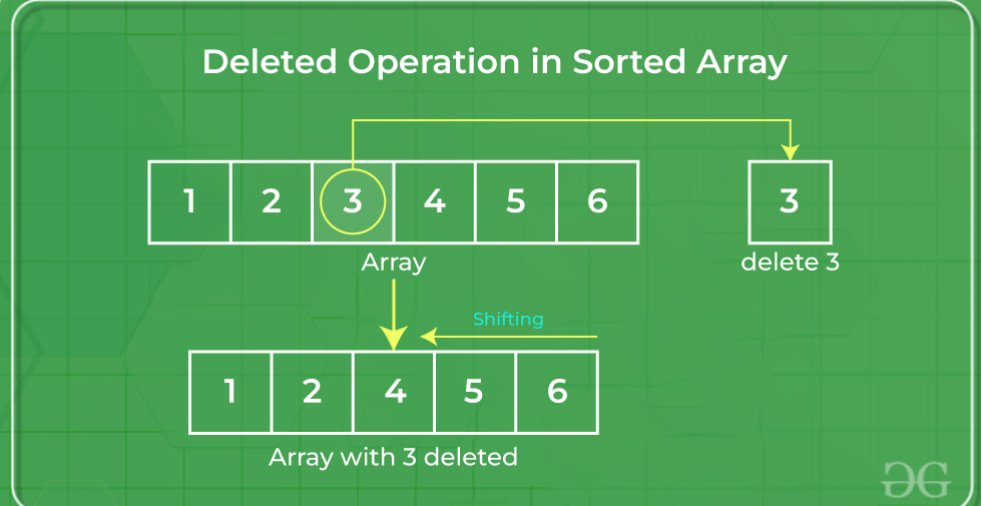 Deleted Operation in Sorted Array
1 2 3 4 5 6
3
Array
delete 3
Shifting
1 2 4 5 6
Array with 3 deleted